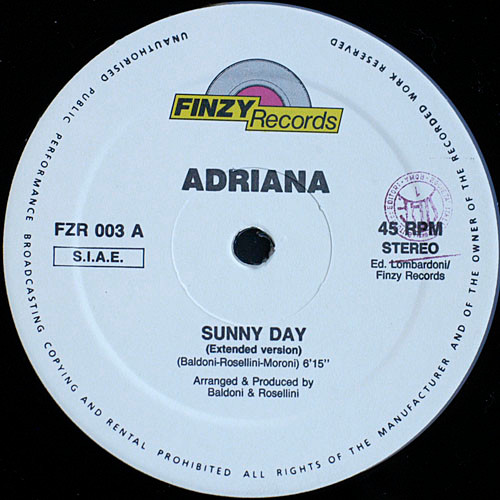 FINZY
Records
ADRIANA
FZR 003 A
S.I.A.E.
45 RPM
STEREO
Ed. Lombardoni/
Finzy Records
SUNNY DAY
(Extended version)
(Baldoni-Rosellini-Moroni) 6'15"
Arranged & Produced by
Baldoni & Rosellini
UNAUTHORISED PUBLIC PERFORMANCE BROADCASTING COPYING AND RENTAL PROHIBITED ALL RIGHTS OF THE MANUFACTURER AND OF THE OWNER OF THE RECORDED WORK RESERVED